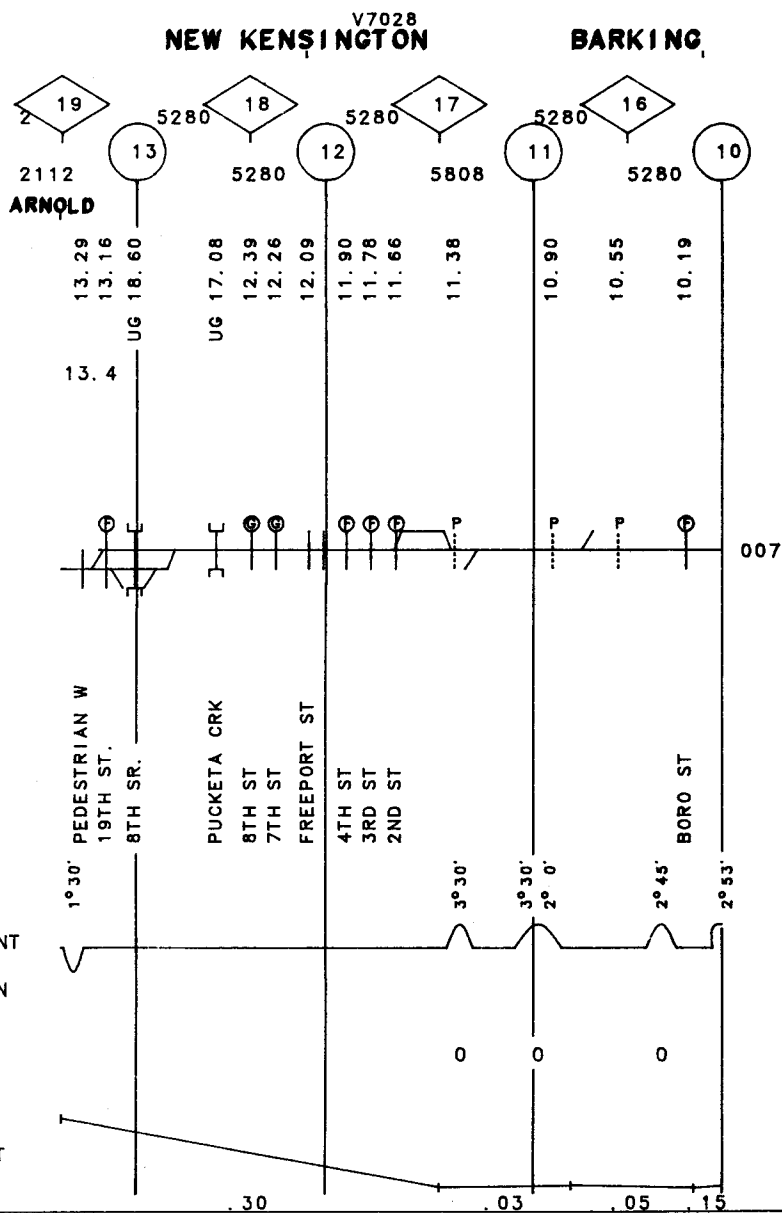 V7028
NEW KENSINGTON BARKING
19 18 17 16
2 5280 5280 5280
13 12 11 10
2112 5280 5808 5280
ARNOLD
13.29
13.16
UG 18.60
UG 17.08
12.39
12.26
12.09
11.90
11.78
11.66
11.38
10.90
10.55
10.19
13.4
F G G F F F P P P F
007
PEDESTRIAN W
19TH ST.
8TH SR.
PUCKETA CRK
8TH ST
7TH ST
FREEPORT ST
4TH ST
3RD ST
2ND ST
BORO ST
1°30'
3°30'
3°30'
2° 0'
2°45'
2°53'
NT
N
0 0 0
T
.30 .03 .05 .15